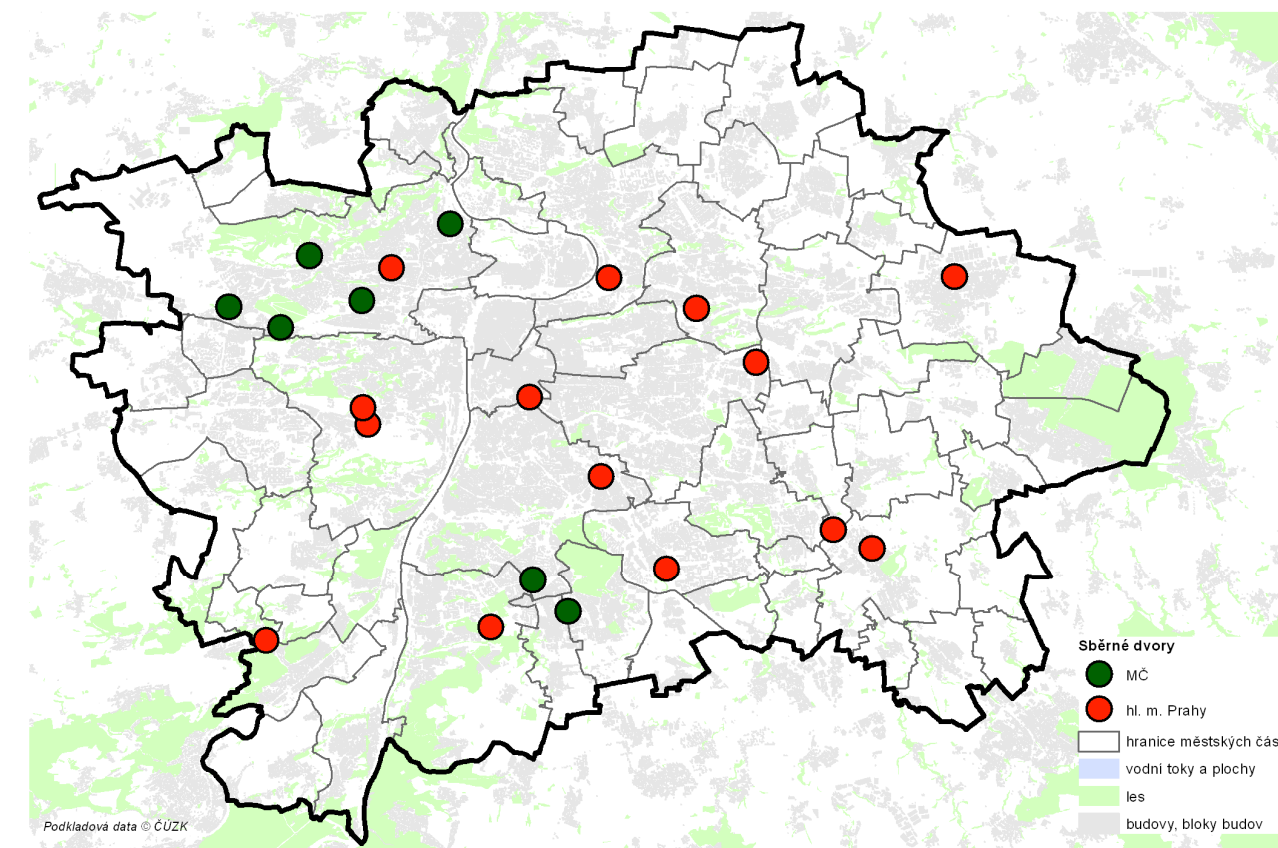 Sběrné dvory
MČ
hl. m. Prahy
hranice městských čás
vodní toky a plochy
les
budovy, bloky budov
Podkladová data © ČÚZK